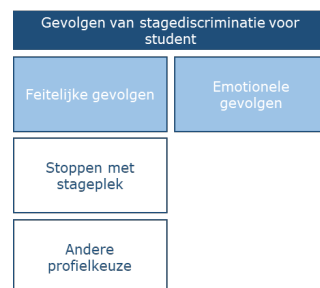 Gevolgen van stagediscriminatie voor
student
Feitelijke gevolgen
Emotionele
gevolgen
Stoppen met
stageplek
Andere
profielkeuze